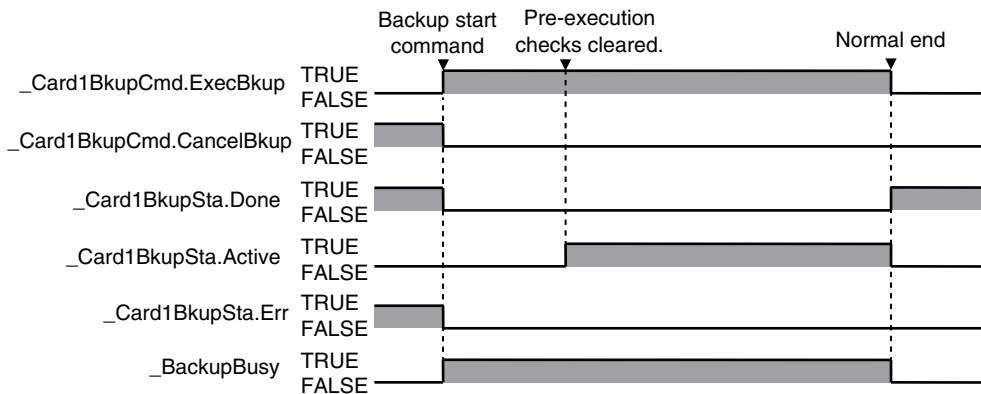 Backup start command
Pre-execution checks cleared.
Normal end
_Card1BkupCmd.ExecBkup
TRUE
FALSE
_Card1BkupCmd.CancelBkup
TRUE
FALSE
_Card1BkupSta.Done
TRUE
FALSE
_Card1BkupSta.Active
TRUE
FALSE
_Card1BkupSta.Err
TRUE
FALSE
_BackupBusy
TRUE
FALSE